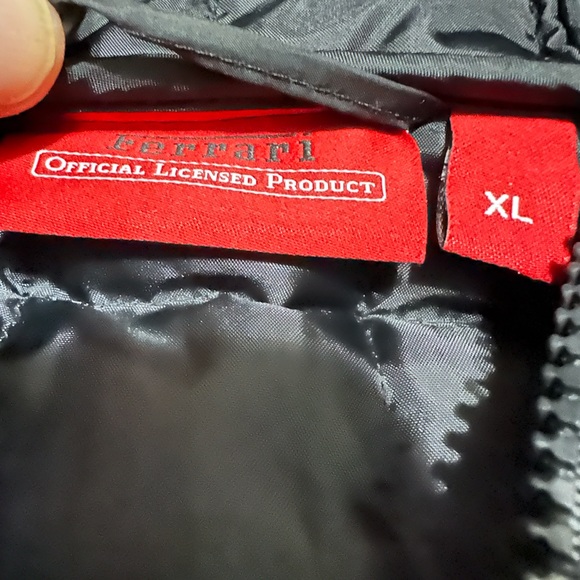 Ferrari
OFFICIAL LICENSED PRODUCT
XL